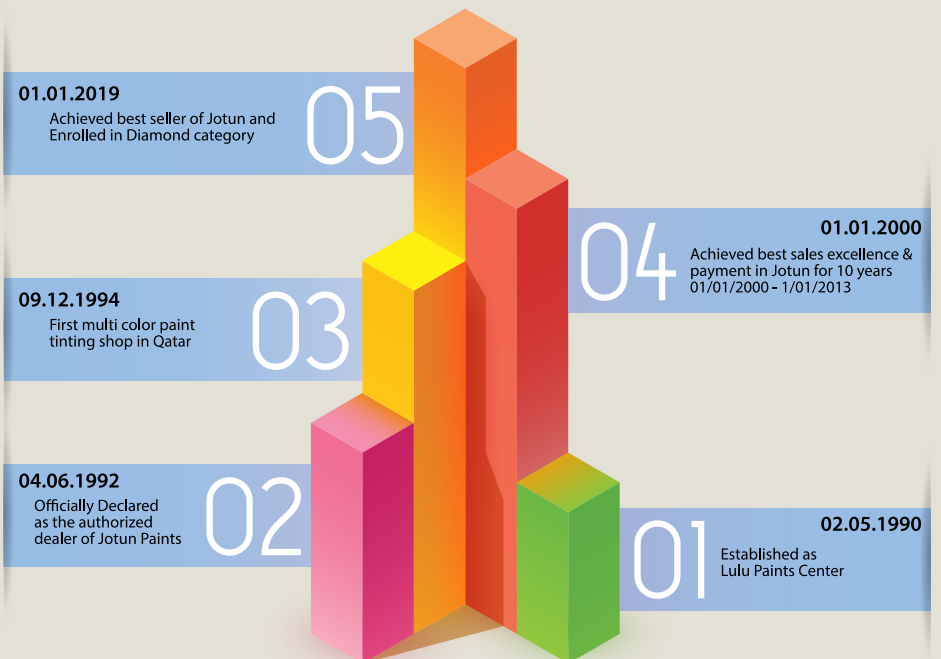 01.01.2019
Achieved best seller of Jotun and
Enrolled in Diamond category
05
01.01.2000
04
Achieved best sales excellence &
payment in Jotun for 10 years
01/01/2000 - 1/01/2013
09.12.1994
First multi color paint
tinting shop in Qatar
03
04.06.1992
Officially Declared
as the authorized
dealer of Jotun Paints
02
02.05.1990
01
Established as
Lulu Paints Center